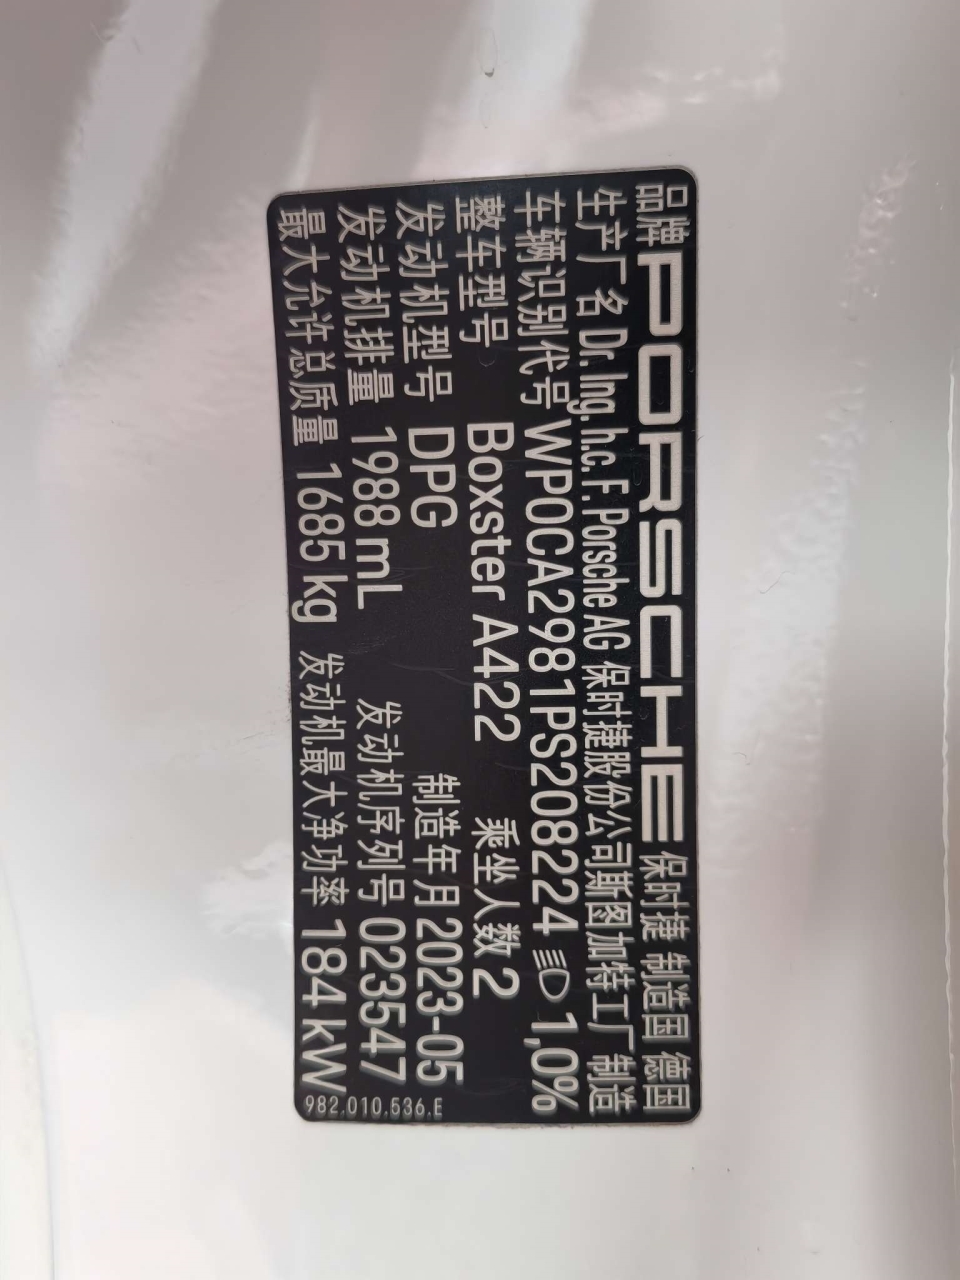 品牌 PORSCHE 保时捷 制造国 德国
生产厂名 Dr. Ing. h.c. F. Porsche AG 保时捷股份公司斯图加特工厂 制造
车辆识别代号 WP0CA2981PS208224 1,0%
整车型号 Boxster A422 乘坐人数 2
发动机型号 DPG 制造年月 2023-05
发动机排量 1988 mL 发动机序列号 023547
最大允许总质量 1685 kg 发动机最大净功率 184 kW
982.010.536.E